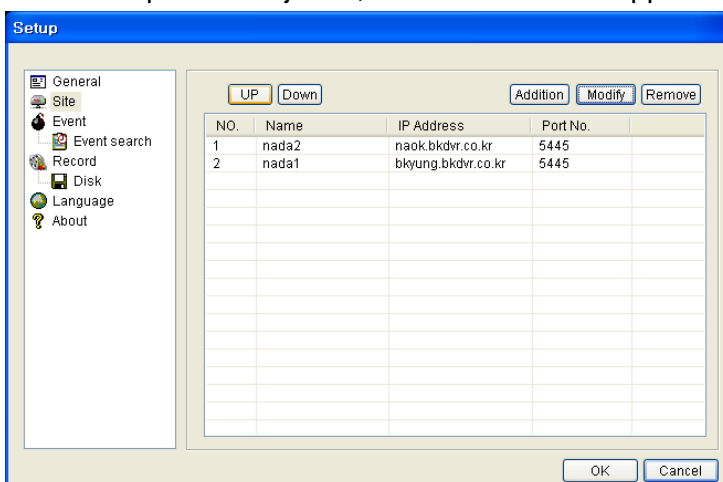 Setup
General
Site
Event
Event search
Record
Disk
Language
About
UP Down Addition Modify Remove
NO. Name IP Address Port No.
1 nada2 naok.bkdvr.co.kr 5445
2 nada1 bkyung.bkdvr.co.kr 5445
OK Cancel